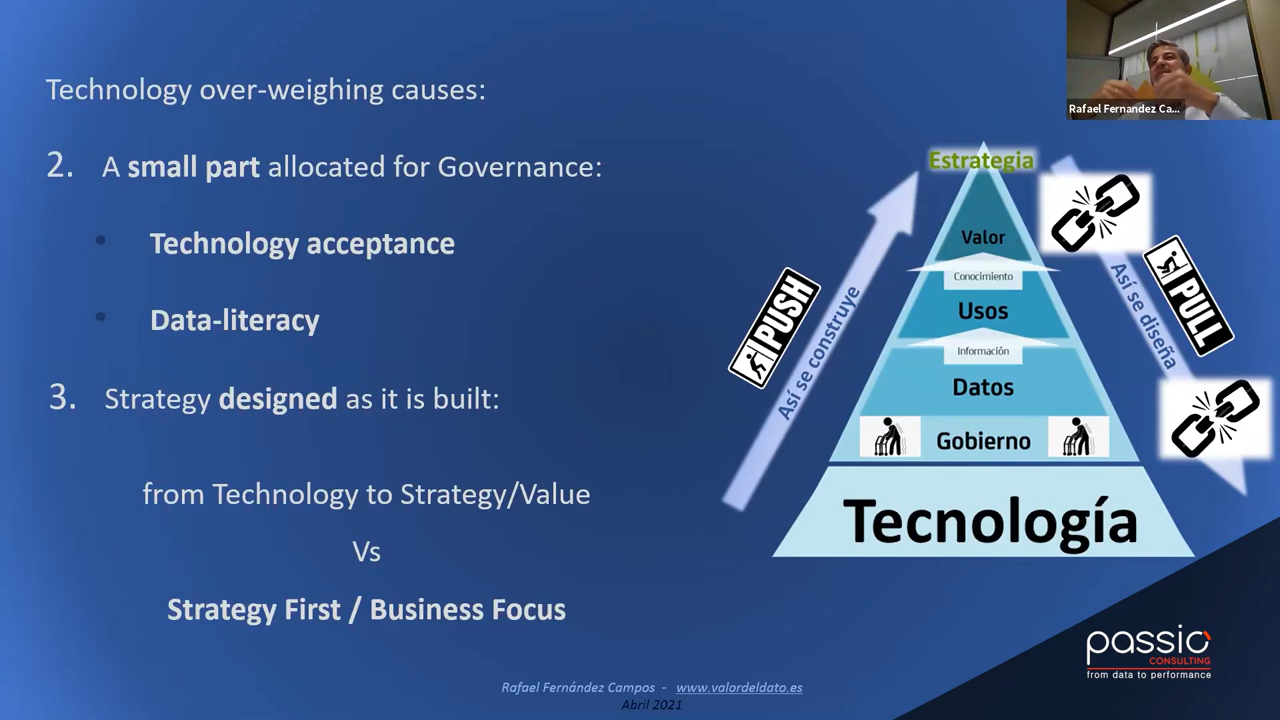 Technology over-weighing causes:
2. A small part allocated for Governance:
• Technology acceptance
• Data-literacy
3. Strategy designed as it is built:
from Technology to Strategy/Value
Vs
Strategy First / Business Focus
Rafael Fernandez Ca...
Estrategia
Valor
Conocimiento
Usos
Información
Datos
Gobierno
Tecnología
PUSH
Así se construye
PULL
Así se diseña
passio
CONSULTING
from data to performance
Rafael Fernández Campos - www.valordeldato.es
Abril 2021